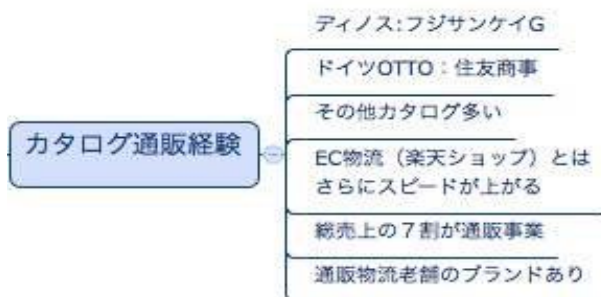 カタログ通販経験
ディノス:フジサンケイG
ドイツOTTO：住友商事
その他カタログ多い
EC物流（楽天ショップ）とは
さらにスピードが上がる
総売上の７割が通販事業
通販物流老舗のブランドあり